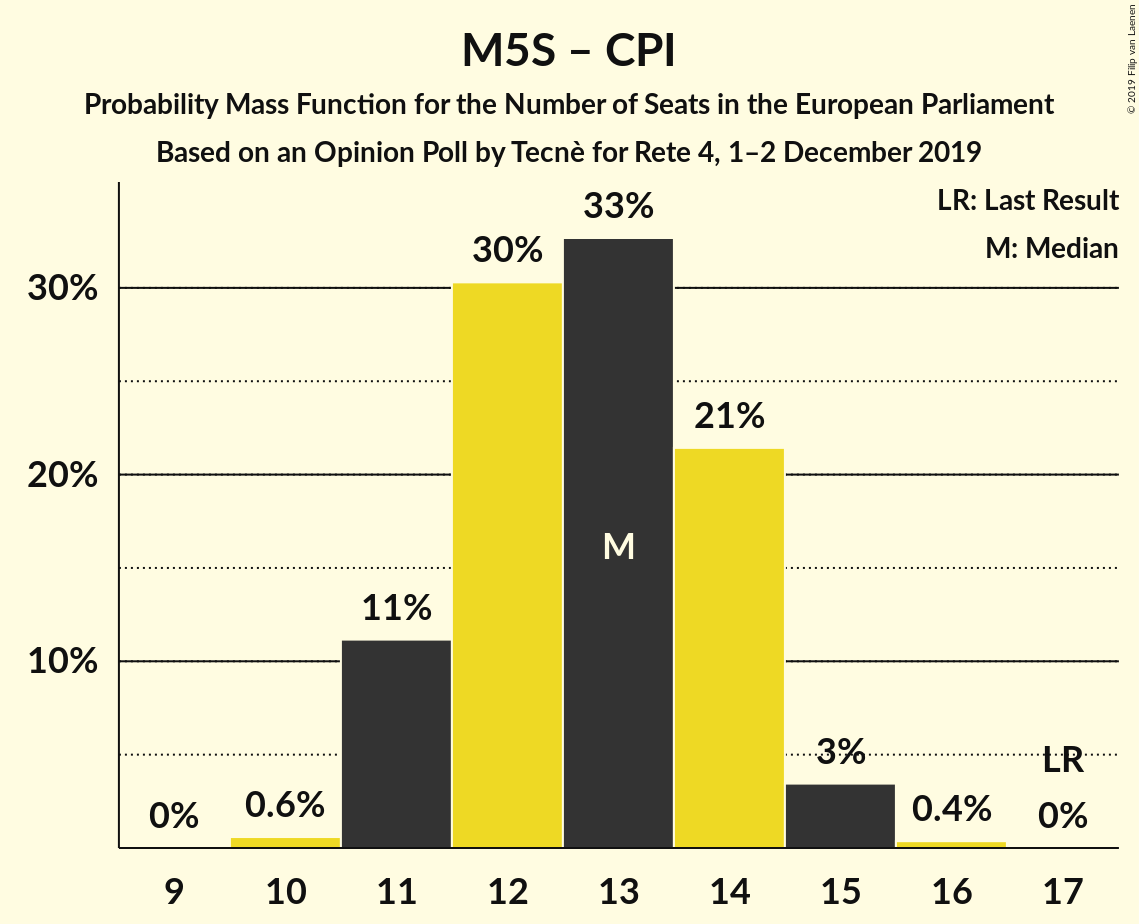 M5S – CPI
Probability Mass Function for the Number of Seats in the European Parliament
Based on an Opinion Poll by Tecnè for Rete 4, 1–2 December 2019
© 2019 Filip van Laenen
LR: Last Result
M: Median
30%
20%
10%
0%
0.6%
11%
30%
33%
M
21%
3%
0.4%
LR
0%
9 10 11 12 13 14 15 16 17